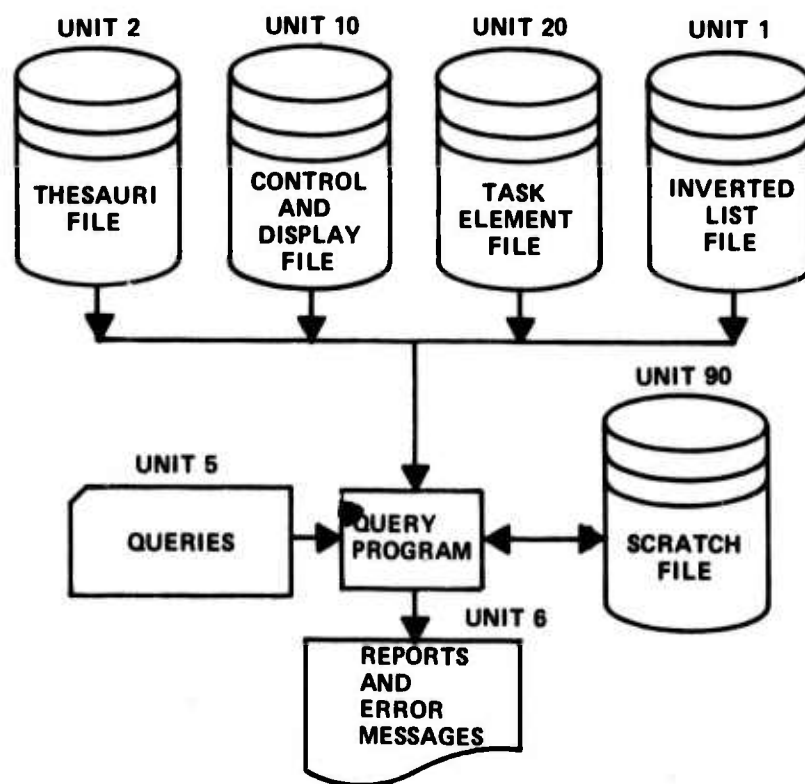 UNIT 2
UNIT 10
UNIT 20
UNIT 1
THESAURI
FILE
CONTROL
AND
DISPLAY
FILE
TASK
ELEMENT
FILE
INVERTED
LIST
FILE
UNIT 90
UNIT 5
QUERIES
QUERY
PROGRAM
SCRATCH
FILE
UNIT 6
REPORTS
AND
ERROR
MESSAGES